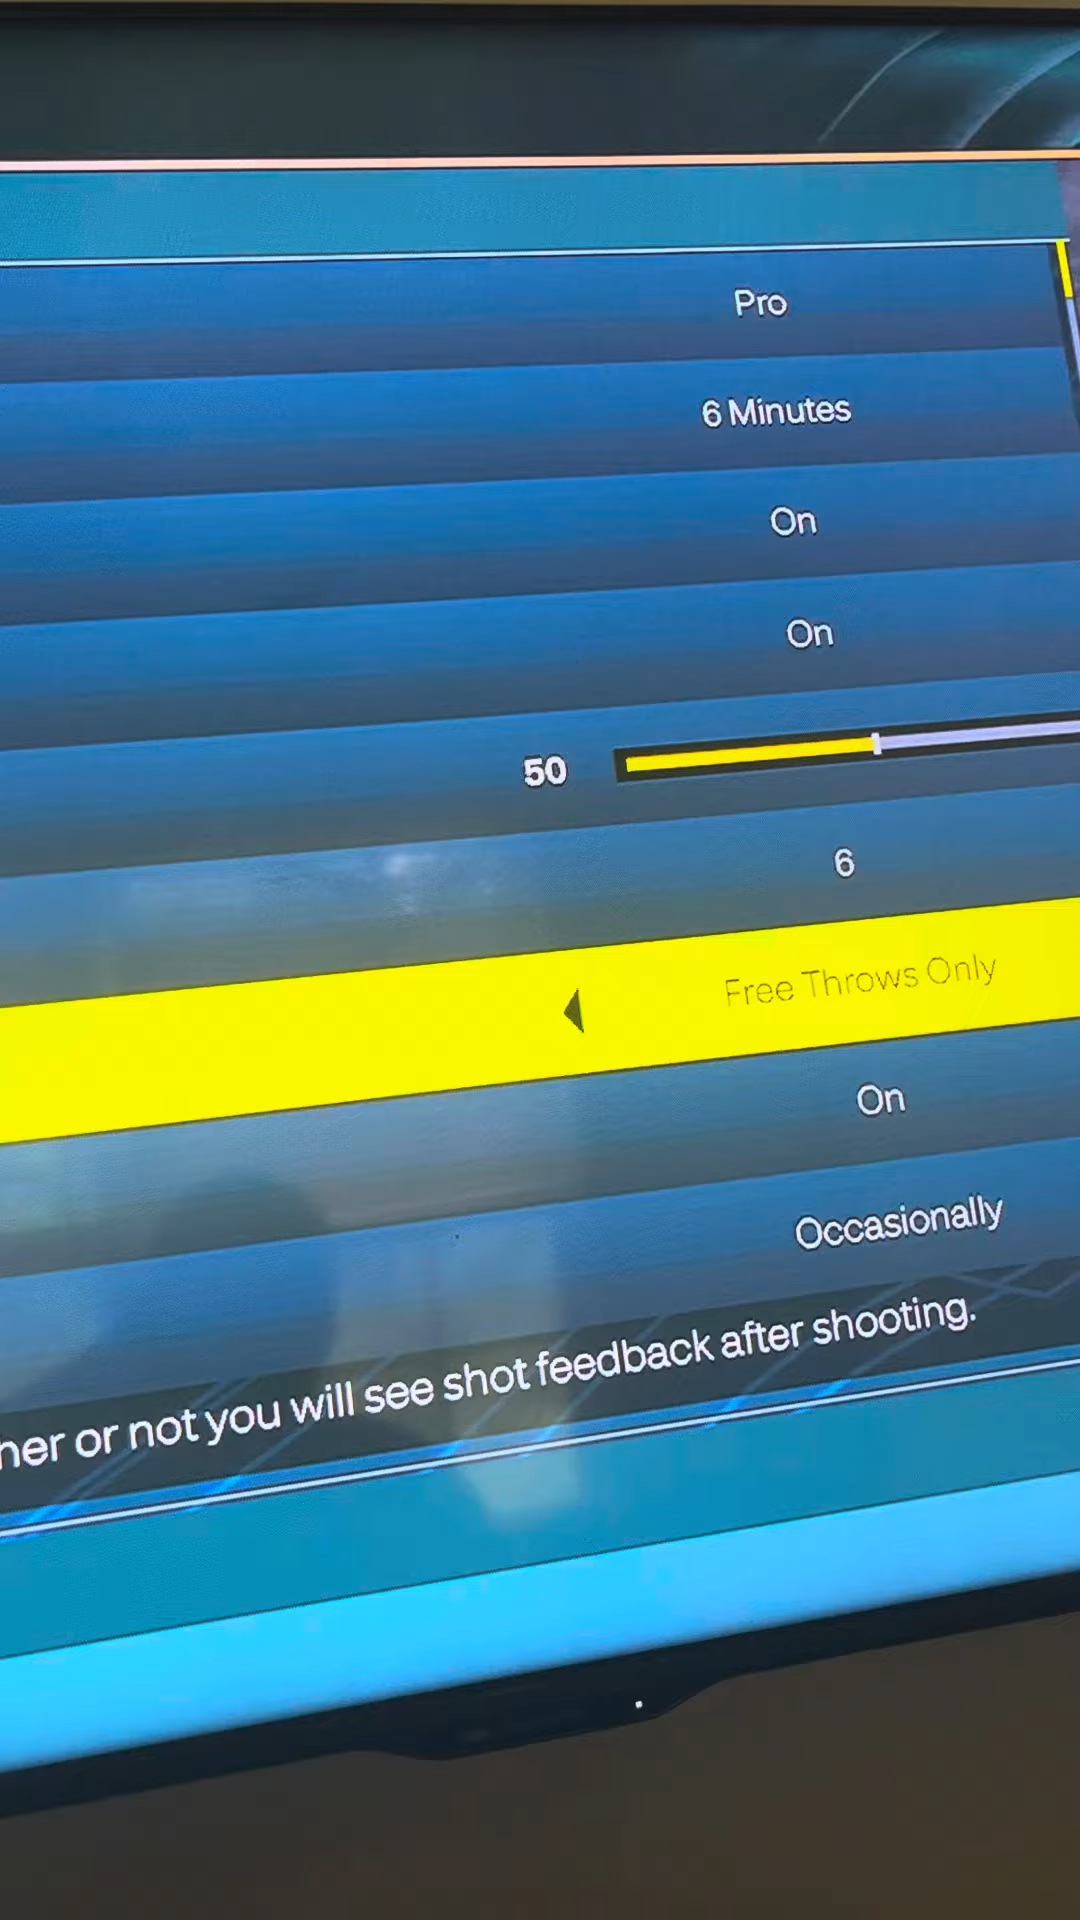 Pro
6 Minutes
On
On
50
6
Free Throws Only
On
Occasionally
or not you will see shot feedback after shooting.